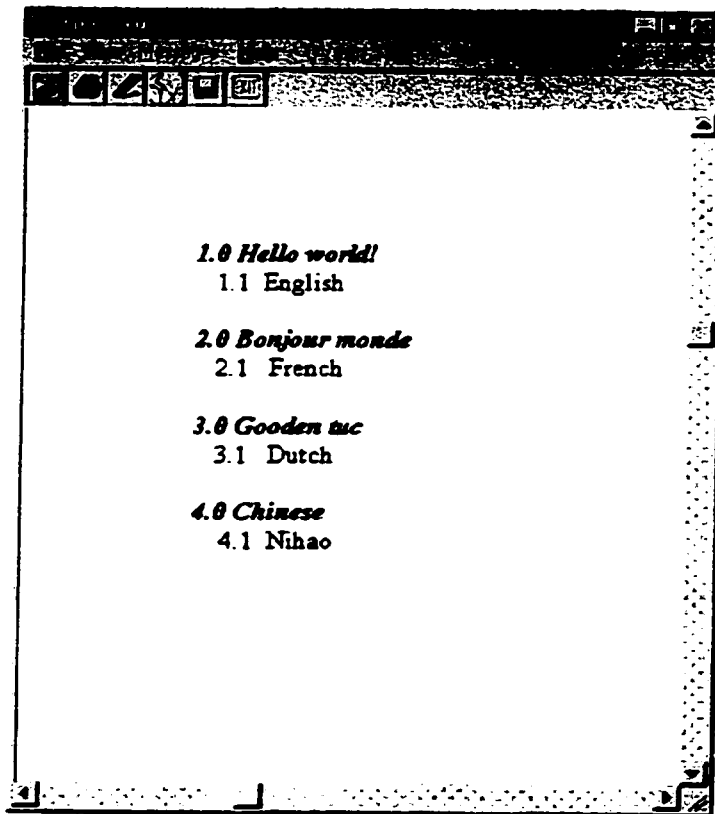 1.0 Hello world!
1.1 English
2.0 Bonjour monde
2.1 French
3.0 Gooden tuc
3.1 Dutch
4.0 Chinese
4.1 Nihao